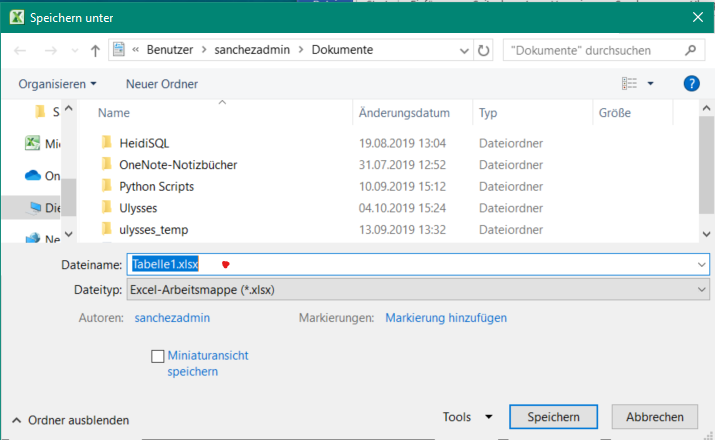 Speichern unter
« Benutzer › sanchezadmin › Dokumente
"Dokumente" durchsuchen
Organisieren
Neuer Ordner
?
Name Änderungsdatum Typ Größe
HeidiSQL 19.08.2019 13:04 Dateiordner
OneNote-Notizbücher 31.07.2019 12:52 Dateiordner
Python Scripts 10.09.2019 15:12 Dateiordner
Ulysses 04.10.2019 15:24 Dateiordner
ulysses_temp 13.09.2019 13:32 Dateiordner
S
Mi
On
Die
Ne
Dateiname: Tabelle1.xlsx
Dateityp: Excel-Arbeitsmappe (*.xlsx)
Autoren: sanchezadmin Markierungen: Markierung hinzufügen
Miniaturansicht
speichern
Ordner ausblenden
Tools
Speichern
Abbrechen